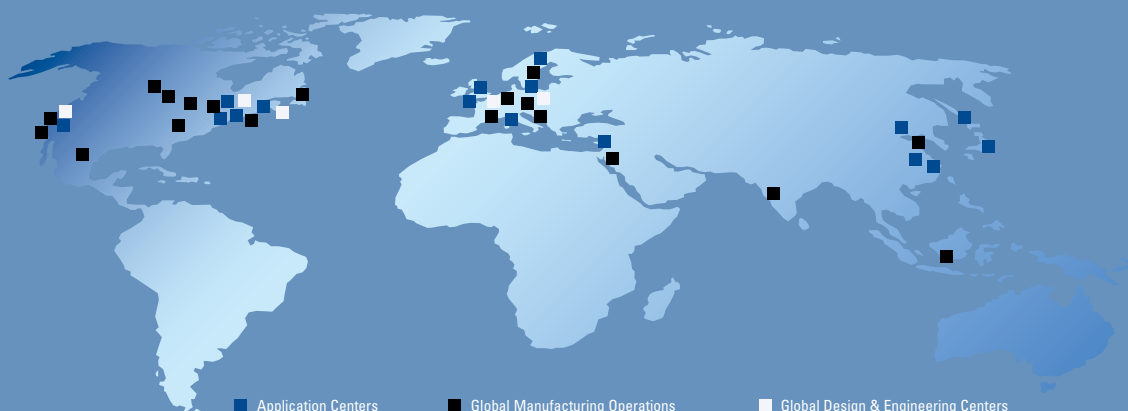 Application Centers
Global Manufacturing Operations
Global Design & Engineering Centers